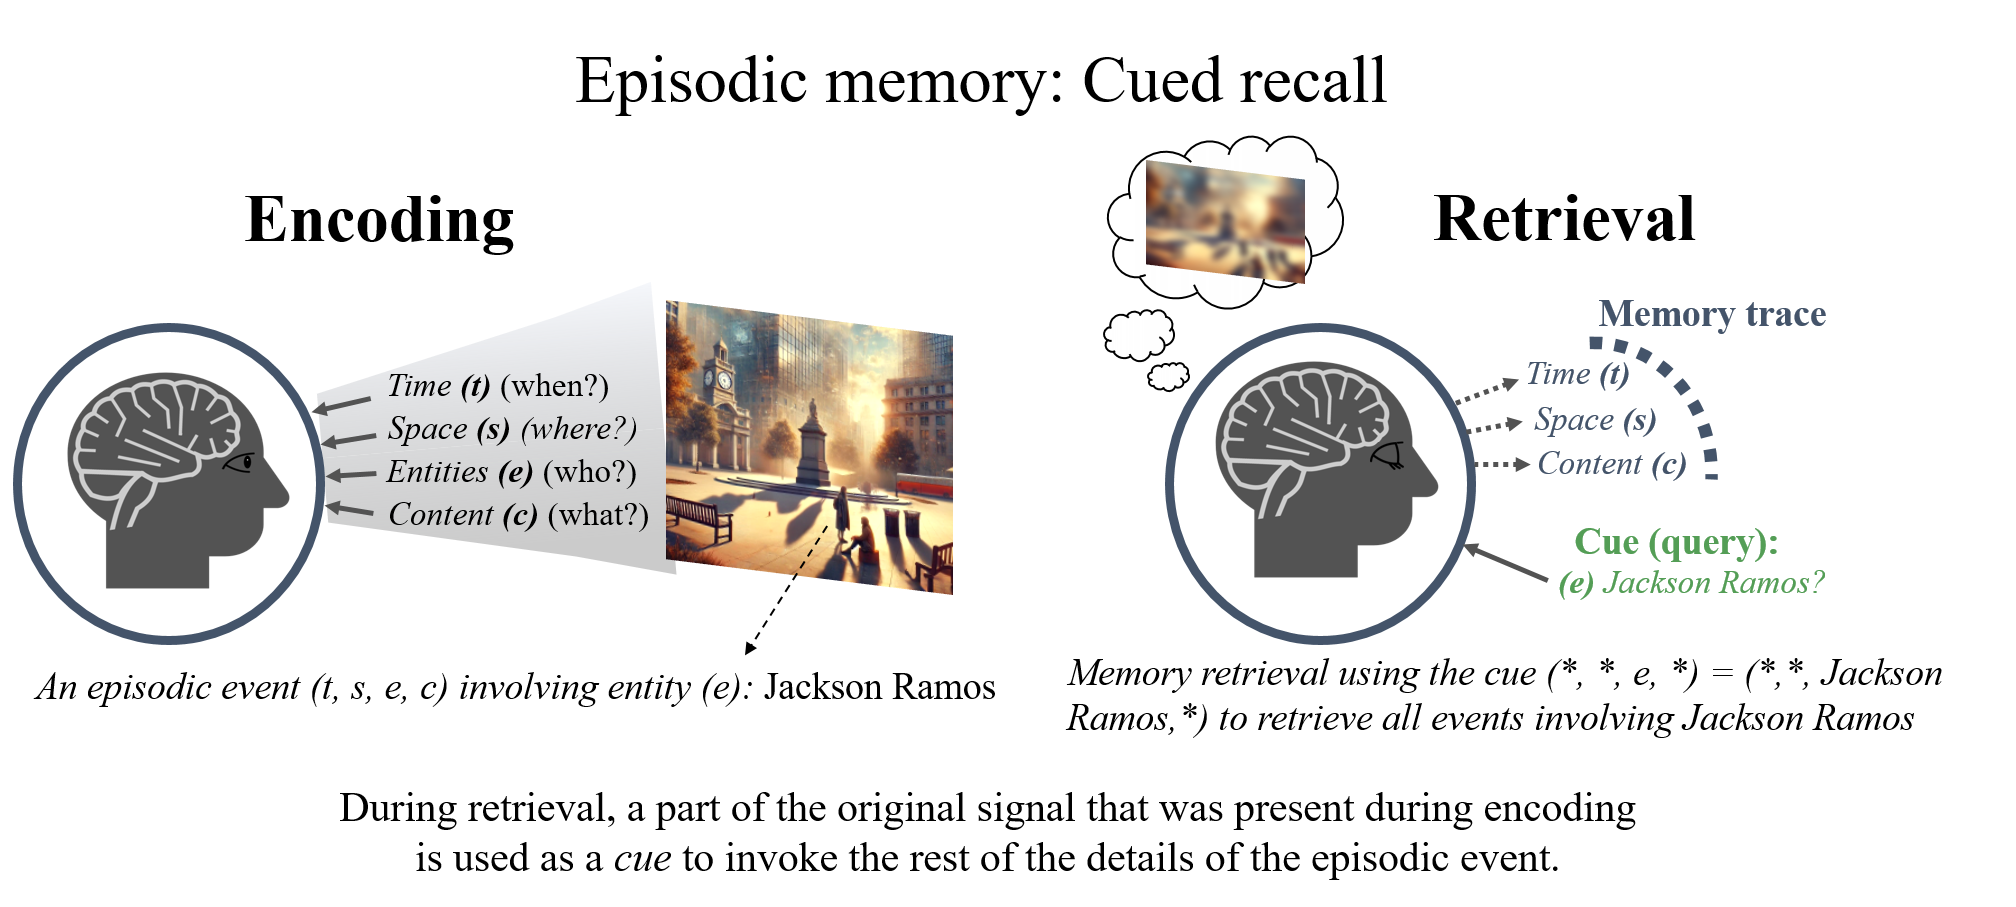 Episodic memory: Cued recall
Encoding
Time (t) (when?)
Space (s) (where?)
Entities (e) (who?)
Content (c) (what?)
An episodic event (t, s, e, c) involving entity (e): Jackson Ramos
Retrieval
Memory trace
Time (t)
Space (s)
Content (c)
Cue (query):
(e) Jackson Ramos?
Memory retrieval using the cue (*, *, e, *) = (*,*, Jackson
Ramos,*) to retrieve all events involving Jackson Ramos
During retrieval, a part of the original signal that was present during encoding
is used as a cue to invoke the rest of the details of the episodic event.